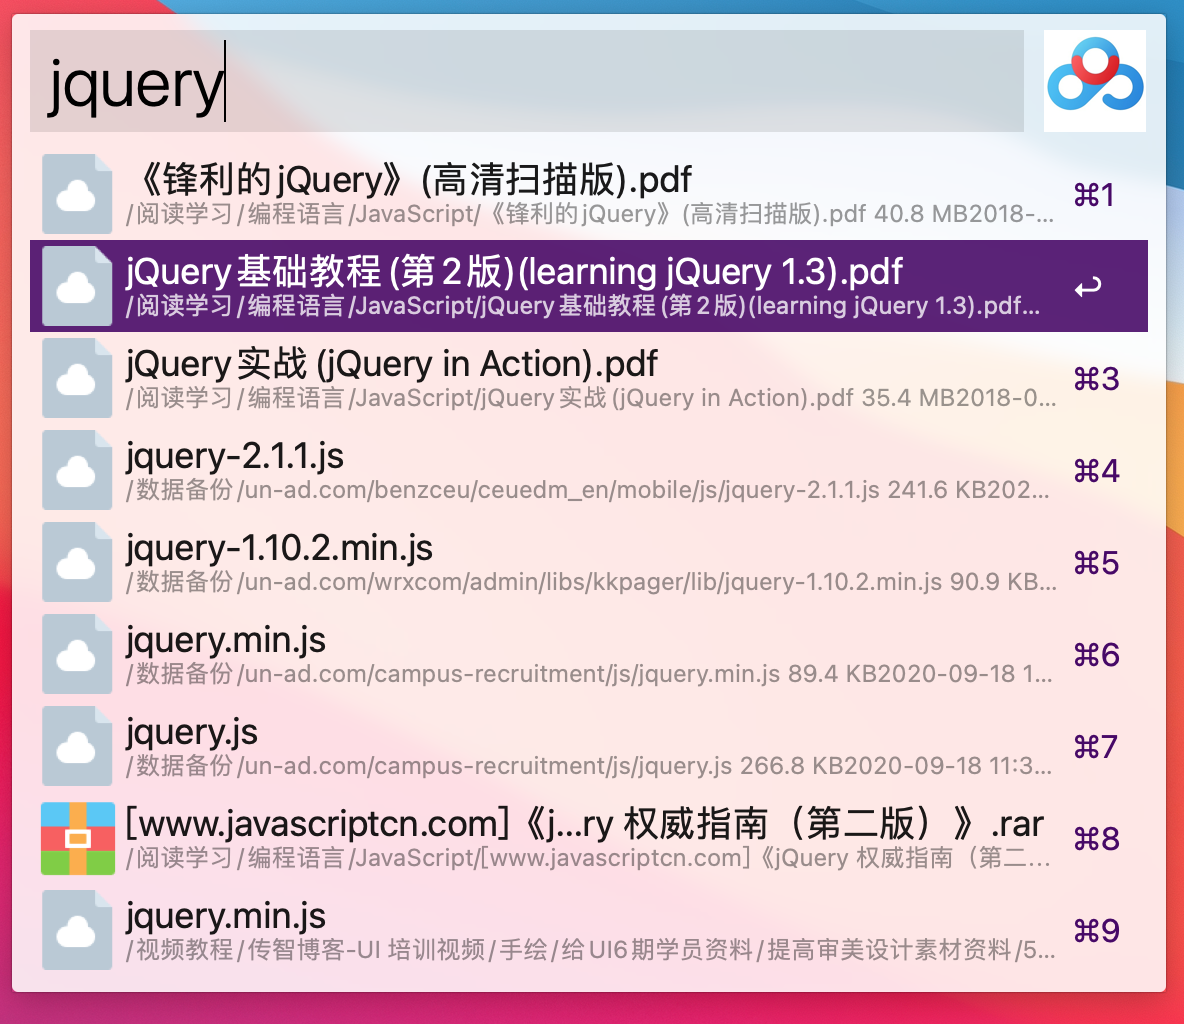 jquery
《锋利的jQuery》(高清扫描版).pdf
/阅读学习/编程语言/JavaScript/《锋利的jQuery》(高清扫描版).pdf 40.8 MB2018-...
⌘1
jQuery基础教程(第2版)(learning jQuery 1.3).pdf
/阅读学习/编程语言/JavaScript/jQuery基础教程(第2版)(learning jQuery 1.3).pdf...
↩
jQuery实战(jQuery in Action).pdf
/阅读学习/编程语言/JavaScript/jQuery实战(jQuery in Action).pdf 35.4 MB2018-0...
⌘3
jquery-2.1.1.js
/数据备份/un-ad.com/benzceu/ceuedm_en/mobile/js/jquery-2.1.1.js 241.6 KB202...
⌘4
jquery-1.10.2.min.js
/数据备份/un-ad.com/wrxcom/admin/libs/kkpager/lib/jquery-1.10.2.min.js 90.9 KB...
⌘5
jquery.min.js
/数据备份/un-ad.com/campus-recruitment/js/jquery.min.js 89.4 KB2020-09-18 1...
⌘6
jquery.js
/数据备份/un-ad.com/campus-recruitment/js/jquery.js 266.8 KB2020-09-18 11:3...
⌘7
[www.javascriptcn.com]《j...ry 权威指南（第二版）》.rar
/阅读学习/编程语言/JavaScript/[www.javascriptcn.com]《jQuery 权威指南（第二...
⌘8
jquery.min.js
/视频教程/传智博客-UI 培训视频/手绘/给UI6期学员资料/提高审美设计素材资料/5...
⌘9